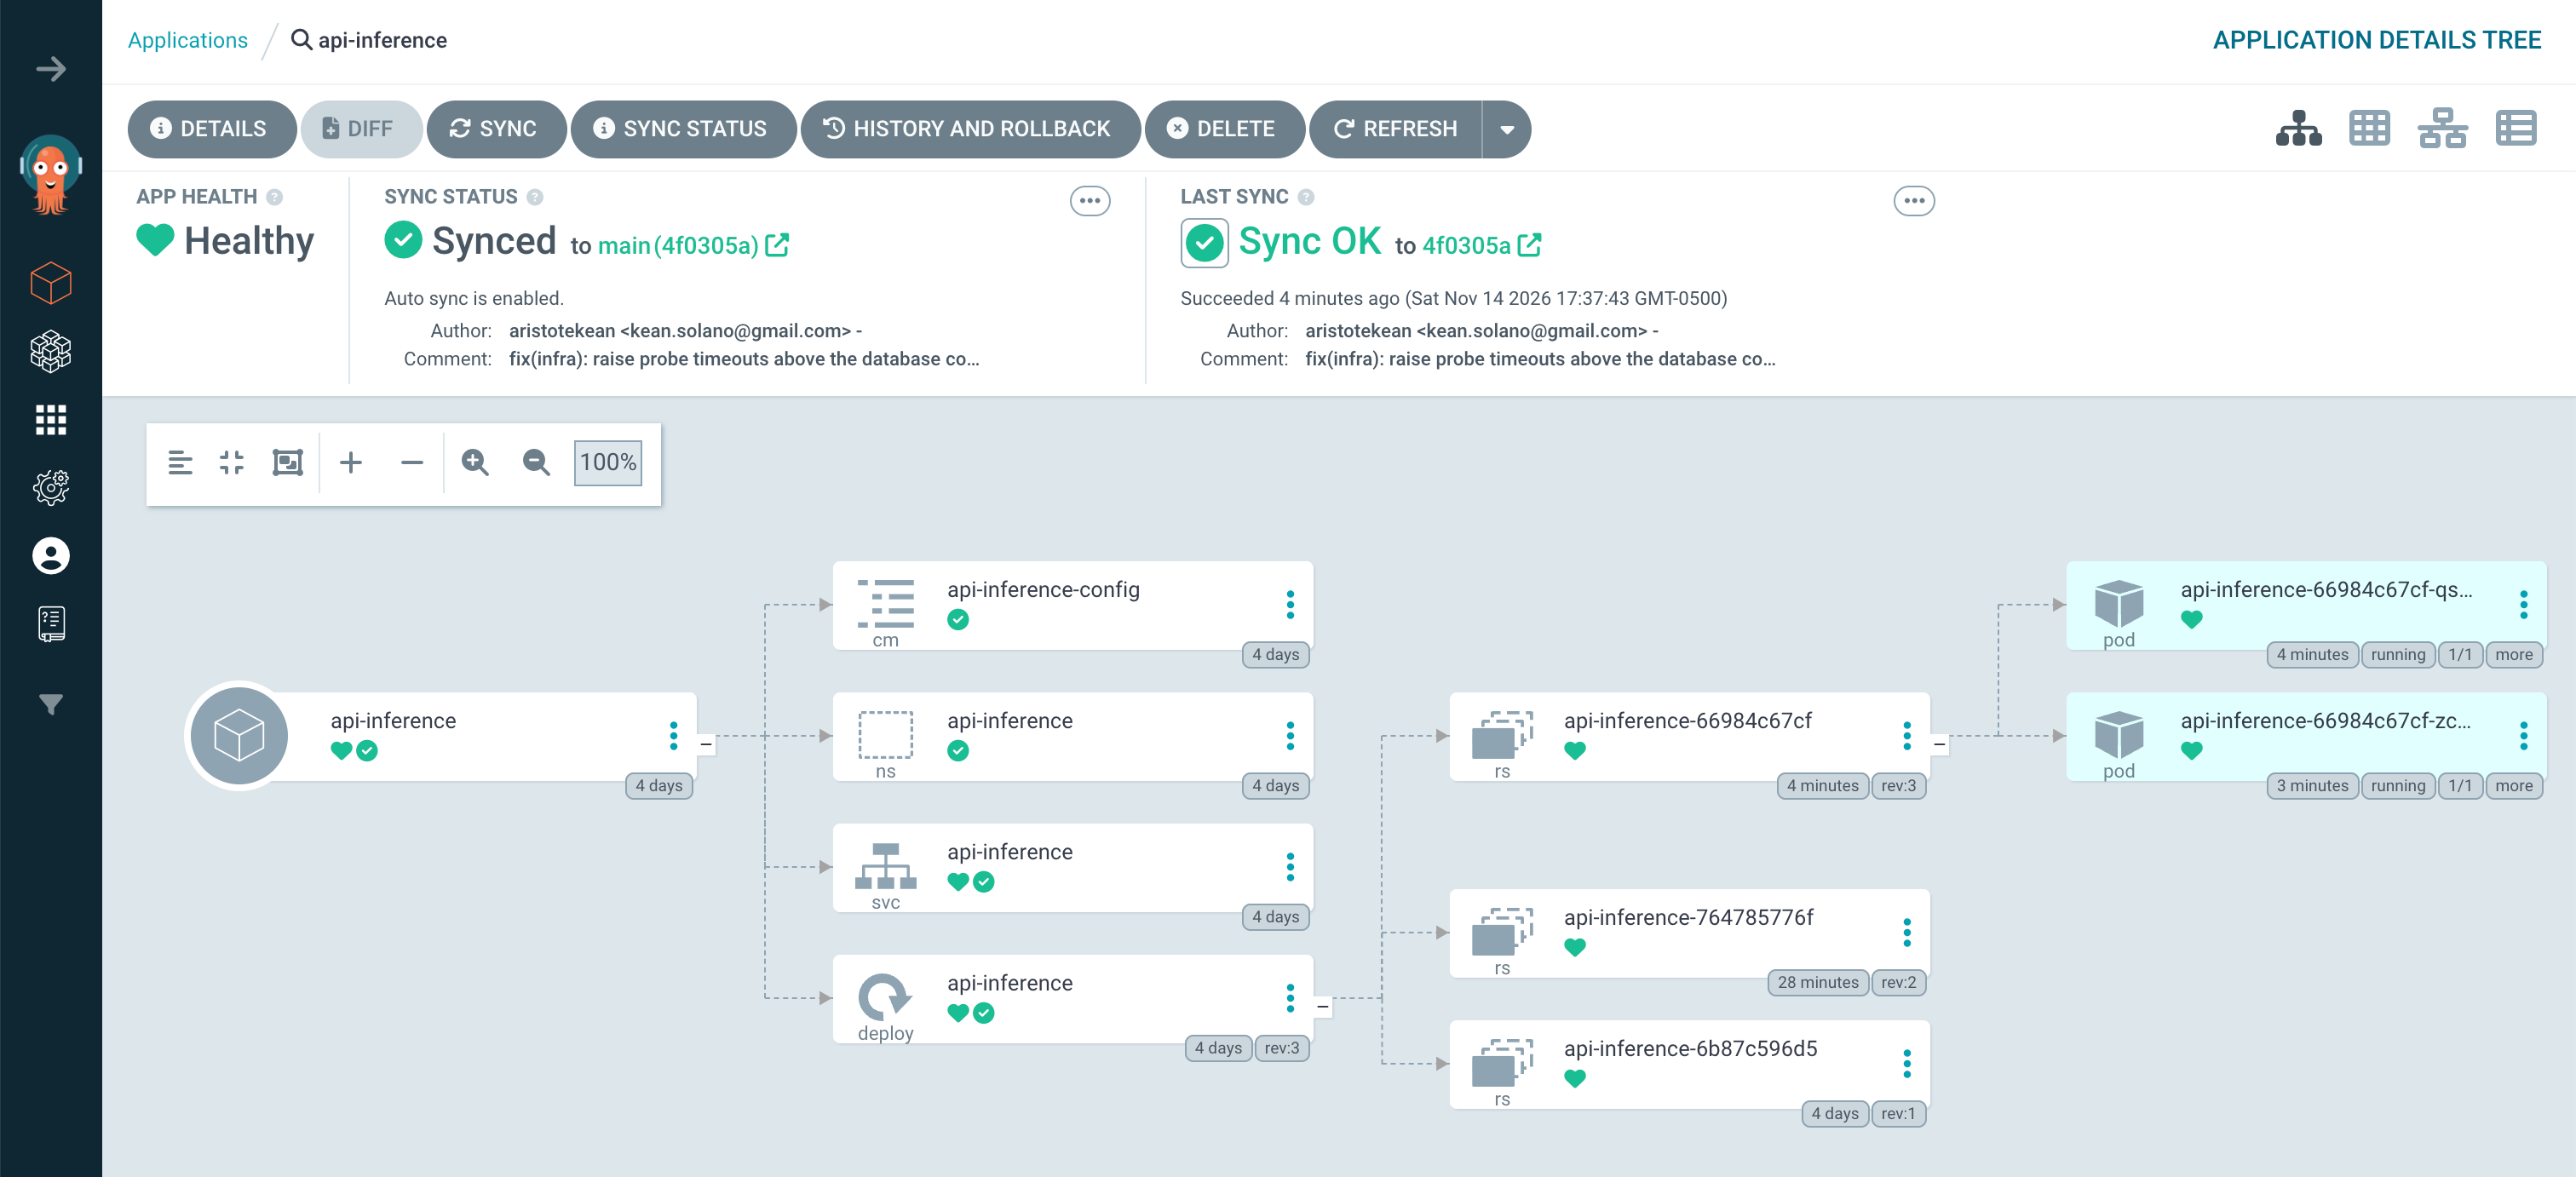 Applications / api-inference
APPLICATION DETAILS TREE
DETAILS
DIFF
SYNC
SYNC STATUS
HISTORY AND ROLLBACK
DELETE
REFRESH
APP HEALTH
Healthy
SYNC STATUS
Synced to main (4f0305a)
Auto sync is enabled.
Author: aristotekean <kean.solano@gmail.com> -
Comment: fix(infra): raise probe timeouts above the database co...
LAST SYNC
Sync OK to 4f0305a
Succeeded 4 minutes ago (Sat Nov 14 2026 17:37:43 GMT-0500)
Author: aristotekean <kean.solano@gmail.com> -
Comment: fix(infra): raise probe timeouts above the database co...
100%
api-inference
4 days
api-inference-config
cm
4 days
api-inference
ns
4 days
api-inference
svc
4 days
api-inference
deploy
4 days rev:3
api-inference-66984c67cf
rs
4 minutes rev:3
api-inference-764785776f
rs
28 minutes rev:2
api-inference-6b87c596d5
rs
4 days rev:1
api-inference-66984c67cf-qs...
pod
4 minutes running 1/1 more
api-inference-66984c67cf-zc...
pod
3 minutes running 1/1 more